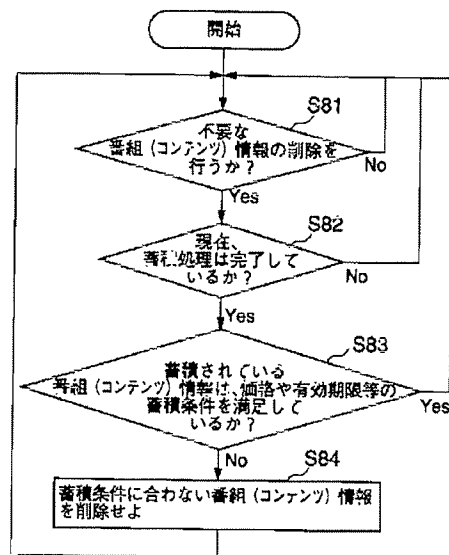 開始
S81
不要な
番組(コンテンツ)情報の削除を
行うか?
No
Yes
S82
現在、
蓄積処理は完了して
いるか?
No
Yes
S83
蓄積されている
番組(コンテンツ)情報は、価格や有効期限等の
蓄積条件を満足して
いるか?
Yes
No
S84
蓄積条件に合わない番組(コンテンツ)情報
を削除せよ